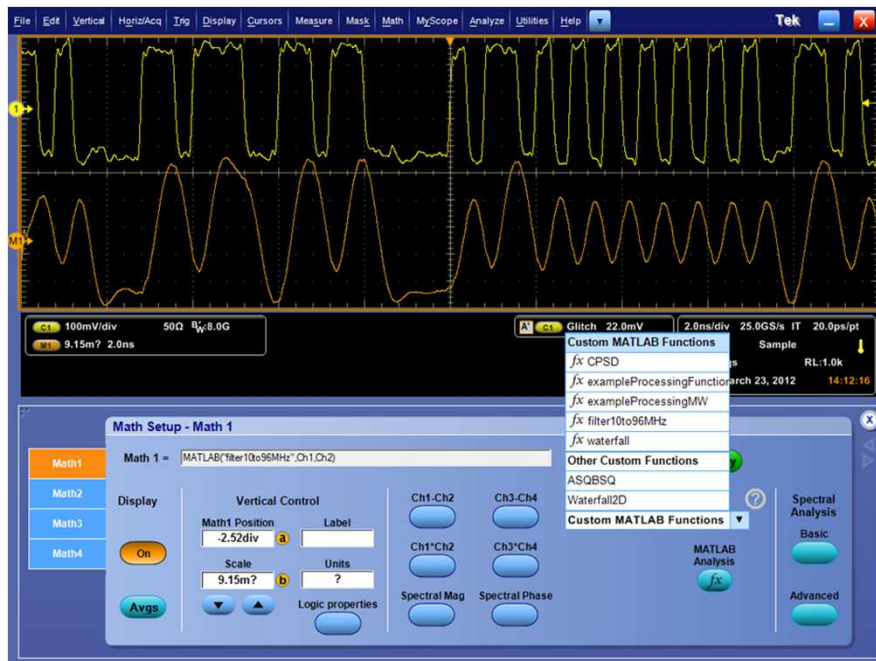 File Edit Vertical Horiz/Acq Trig Display Cursors Measure Mask Math MyScope Analyze Utilities Help Tek X
1
M1
C1 100mV/div 50Ω BW:8.0G
M1 9.15m? 2.0ns
A' C1 Glitch 22.0mV
2.0ns/div 25.0GS/s IT 20.0ps/pt
Sample
RL:1.0k
March 23, 2012 14:12:16
Custom MATLAB Functions
fx CPSD
fx exampleProcessingFunction
fx exampleProcessingMW
fx filter10to96MHz
fx waterfall
Other Custom Functions
ASQBSQ
Waterfall2D
Custom MATLAB Functions
Math Setup - Math 1
X
Math1
Math2
Math3
Math4
Math 1 = MATLAB("filter10to96MHz",Ch1,Ch2)
Display
On
Avgs
Vertical Control
Math1 Position
-2.52div a
Label
Scale
9.15m? b
Units
?
Logic properties
Ch1-Ch2
Ch3-Ch4
Ch1*Ch2
Ch3*Ch4
Spectral Mag
Spectral Phase
?
MATLAB
Analysis
fx
Spectral
Analysis
Basic
Advanced